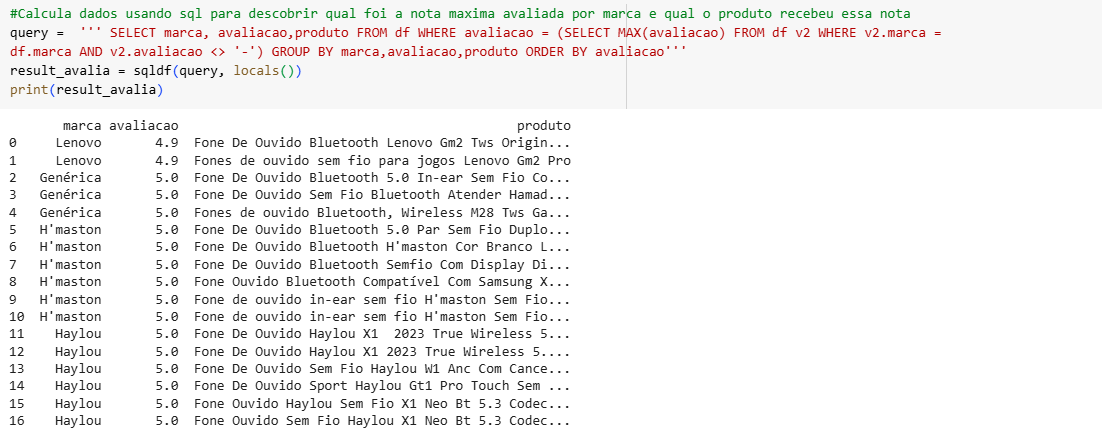 #Calcula dados usando sql para descobrir qual foi a nota maxima avaliada por marca e qual o produto recebeu essa nota
query =  ''' SELECT marca, avaliacao,produto FROM df WHERE avaliacao = (SELECT MAX(avaliacao) FROM df v2 WHERE v2.marca =
df.marca AND v2.avaliacao <> '-') GROUP BY marca,avaliacao,produto ORDER BY avaliacao'''
result_avalia = sqldf(query, locals())
print(result_avalia)
marca avaliacao produto
0 Lenovo 4.9 Fone De Ouvido Bluetooth Lenovo Gm2 Tws Origin...
1 Lenovo 4.9 Fones de ouvido sem fio para jogos Lenovo Gm2 Pro
2 Genérica 5.0 Fone De Ouvido Bluetooth 5.0 In-ear Sem Fio Co...
3 Genérica 5.0 Fone De Ouvido Sem Fio Bluetooth Atender Hamad...
4 Genérica 5.0 Fones de ouvido Bluetooth, Wireless M28 Tws Ga...
5 H'maston 5.0 Fone De Ouvido Bluetooth 5.0 Par Sem Fio Duplo...
6 H'maston 5.0 Fone De Ouvido Bluetooth H'maston Cor Branco L...
7 H'maston 5.0 Fone De Ouvido Bluetooth Semfio Com Display Di...
8 H'maston 5.0 Fone Ouvido Bluetooth Compatível Com Samsung X...
9 H'maston 5.0 Fone de ouvido in-ear sem fio H'maston Sem Fio...
10 H'maston 5.0 Fone de ouvido in-ear sem fio H'maston Sem Fio...
11 Haylou 5.0 Fone De Ouvido Haylou X1  2023 True Wireless 5...
12 Haylou 5.0 Fone De Ouvido Haylou X1 2023 True Wireless 5....
13 Haylou 5.0 Fone De Ouvido Sem Fio Haylou W1 Anc Com Cance...
14 Haylou 5.0 Fone De Ouvido Sport Haylou Gt1 Pro Touch Sem ...
15 Haylou 5.0 Fone Ouvido Haylou Sem Fio X1 Neo Bt 5.3 Codec...
16 Haylou 5.0 Fone Ouvido Sem Fio Haylou X1 Neo Bt 5.3 Codec...